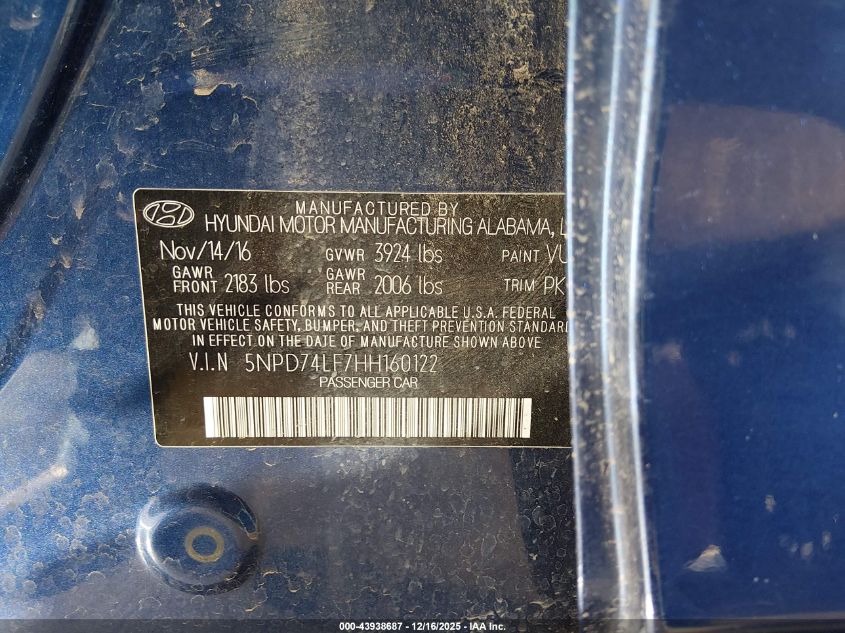 MANUFACTURED BY
HYUNDAI MOTOR MANUFACTURING ALABAMA,
Nov/14/16 GVWR 3924 lbs PAINT
GAWR FRONT 2183 lbs GAWR REAR 2006 lbs TRIM PK
THIS VEHICLE CONFORMS TO ALL APPLICABLE U.S.A. FEDERAL
MOTOR VEHICLE SAFETY, BUMPER, AND THEFT PREVENTION STANDARD
IN EFFECT ON THE DATE OF MANUFACTURE SHOWN ABOVE
V.I.N 5NPD74LF7HH160122
PASSENGER CAR
000-43938687 - 12/16/2025 - IAA Inc.